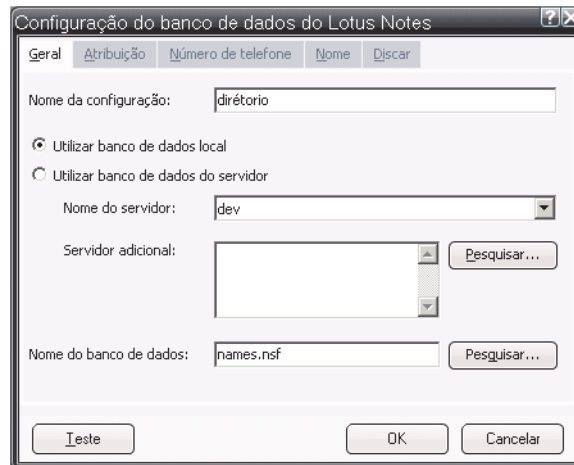 Configuração do banco de dados do Lotus Notes
Geral Atribuição Número de telefone Nome Discar
Nome da configuração: dirétorio
Utilizar banco de dados local
Utilizar banco de dados do servidor
Nome do servidor: dev
Servidor adicional: Pesquisar...
Nome do banco de dados: names.nsf Pesquisar...
Teste OK Cancelar